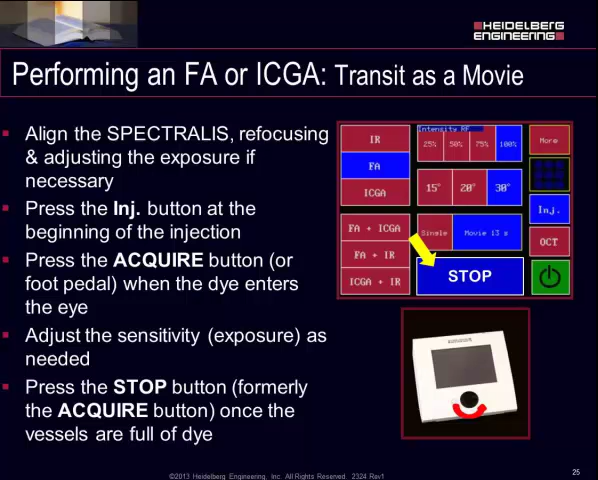 HEIDELBERG
ENGINEERING
Performing an FA or ICGA: Transit as a Movie
Align the SPECTRALIS, refocusing
& adjusting the exposure if
necessary
Press the Inj. button at the
beginning of the injection
Press the ACQUIRE button (or
foot pedal) when the dye enters
the eye
Adjust the sensitivity (exposure) as
needed
Press the STOP button (formerly
the ACQUIRE button) once the
vessels are full of dye
IR
FA
ICGA
FA + ICGA
FA + IR
ICGA + IR
Intensity RF
25% 50% 75% 100%
15° 20° 30°
Single Movie 13 s
STOP
More
Inj.
OCT
©2013 Heidelberg Engineering, Inc. All Rights Reserved. 2324 Rev1
25